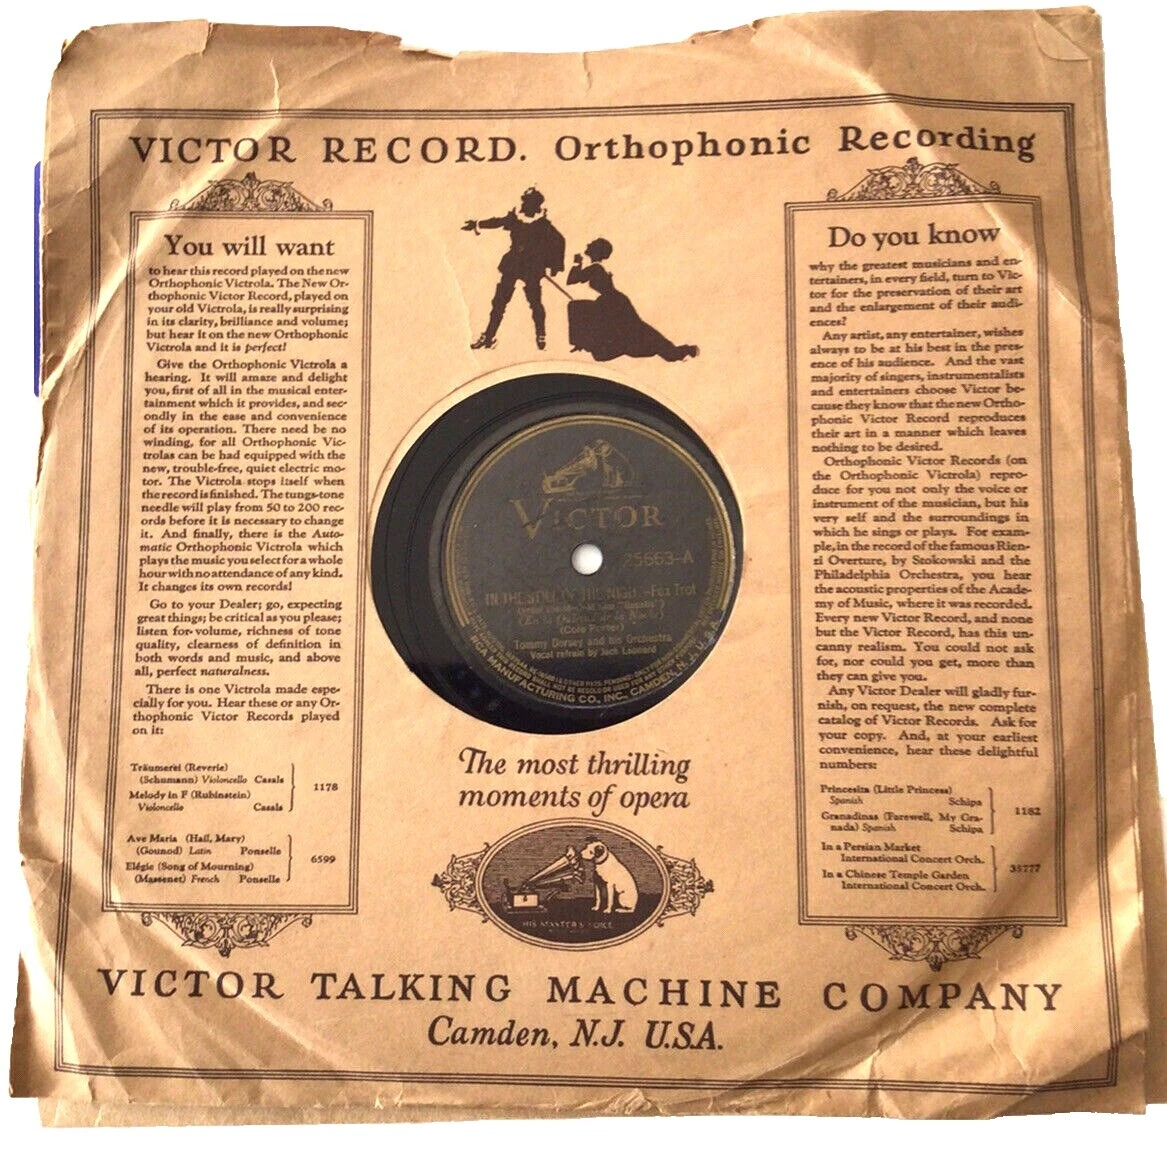 VICTOR RECORD. Orthophonic Recording
You will want
to hear this record played on the new
Orthophonic Victrola. The New Or-
thophonic Victor Record, played on
your old Victrola, is really surprising
in its clarity, brilliance and volume;
but hear it on the new Orthophonic
Victrola and it is perfect!
Give the Orthophonic Victrola a
hearing. It will amaze and delight
you, first of all in the musical enter-
tainment which it provides, and sec-
ondly in the ease and convenience
of its operation. There need be no
winding, for all Orthophonic Vic-
trolas can be had equipped with the
new, trouble-free, quiet electric mo-
tor. The Victrola stops itself when
the record is finished. The tungs-tone
needle will play from 50 to 200 rec-
ords before it is necessary to change
it. And finally, there is the Auto-
matic Orthophonic Victrola which
plays the music you select for a whole
hour with no attendance of any kind.
It changes its own records!
Go to your Dealer; go, expecting
great things; be critical as you please;
listen for volume, richness of tone
quality, clearness of definition in
both words and music, and above
all, perfect naturalness.
There is one Victrola made espe-
cially for you. Hear these or any Or-
thophonic Victor Records played
on it:
Träumerei (Reverie)
(Schumann) Violoncello Casals
Melody in F (Rubinstein)
Violoncello Casals
1178
Ave Maria (Hail, Mary)
(Gounod) Latin Ponselle
Elégie (Song of Mourning)
(Massenet) French Ponselle
6599
VICTOR
25663-A
IN THE STILL OF THE NIGHT—Fox Trot
(Cole Porter)
Tommy Dorsey and his Orchestra
Vocal refrain by Jack Leonard
RCA MANUFACTURING CO., INC., CAMDEN, N.J., U.S.A.
The most thrilling
moments of opera
HIS MASTER'S VOICE
Do you know
why the greatest musicians and en-
tertainers, in every field, turn to Vic-
tor for the preservation of their art
and the enlargement of their audi-
ences?
Any artist, any entertainer, wishes
always to be at his best in the pres-
ence of his audience. And the vast
majority of singers, instrumentalists
and entertainers choose Victor be-
cause they know that the new Ortho-
phonic Victor Record reproduces
their art in a manner which leaves
nothing to be desired.
Orthophonic Victor Records (on
the Orthophonic Victrola) repro-
duce for you not only the voice or
instrument of the musician, but his
very self and the surroundings in
which he sings or plays. For exam-
ple, in the record of the famous Rien-
zi Overture, by Stokowski and the
Philadelphia Orchestra, you hear
the acoustic properties of the Acade-
my of Music, where it was recorded.
Every new Victor Record, and none
but the Victor Record, has this un-
canny realism. You could not ask
for, nor could you get, more than
they can give you.
Any Victor Dealer will gladly fur-
nish, on request, the new complete
catalog of Victor Records. Ask for
your copy. And, at your earliest
convenience, hear these delightful
numbers:
Princesita (Little Princess)
Spanish Schipa
Granadinas (Farewell, My Gra-
nada) Spanish Schipa
1182
In a Persian Market
International Concert Orch.
In a Chinese Temple Garden
International Concert Orch.
35777
VICTOR TALKING MACHINE COMPANY
Camden, N.J. U.S.A.